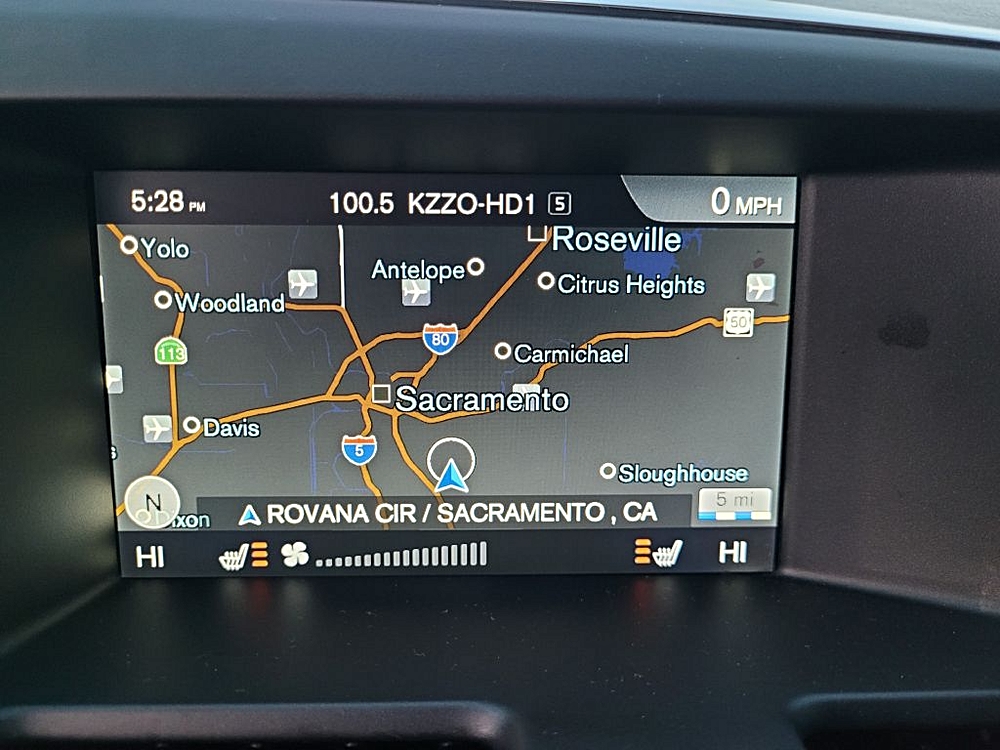 5:28 PM
100.5 KZZO-HD1 5
0 MPH
Roseville
Yolo
Antelope
Citrus Heights
Woodland
50
80
113
Carmichael
Sacramento
Davis
5
Sloughhouse
N
5 mi
Dixon
ROVANA CIR / SACRAMENTO , CA
HI
HI